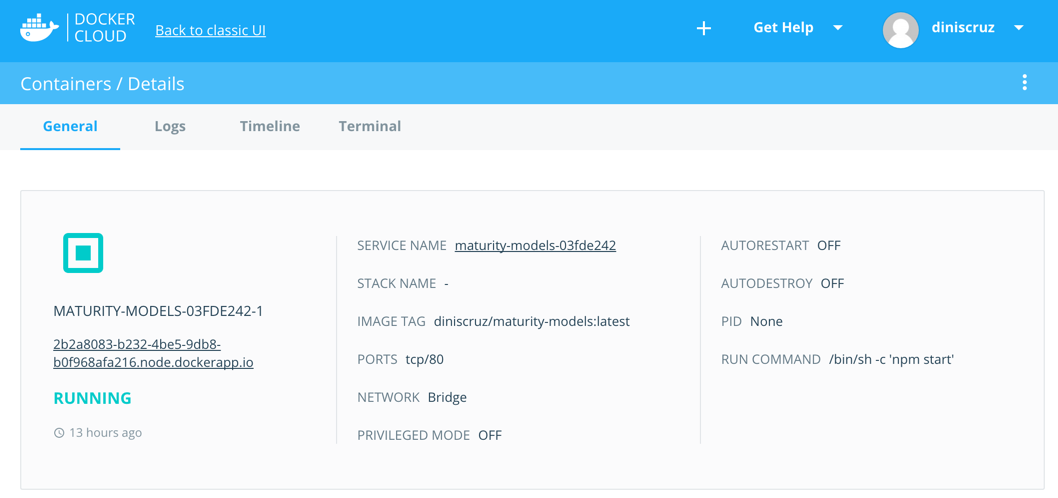 DOCKER
CLOUD
Back to classic UI
Get Help
diniscruz
Containers / Details
General
Logs
Timeline
Terminal
MATURITY-MODELS-03FDE242-1
2b2a8083-b232-4be5-9db8-
b0f968afa216.node.dockerapp.io
RUNNING
13 hours ago
SERVICE NAME maturity-models-03fde242
STACK NAME -
IMAGE TAG diniscruz/maturity-models:latest
PORTS tcp/80
NETWORK Bridge
PRIVILEGED MODE OFF
AUTORESTART OFF
AUTODESTROY OFF
PID None
RUN COMMAND /bin/sh -c 'npm start'